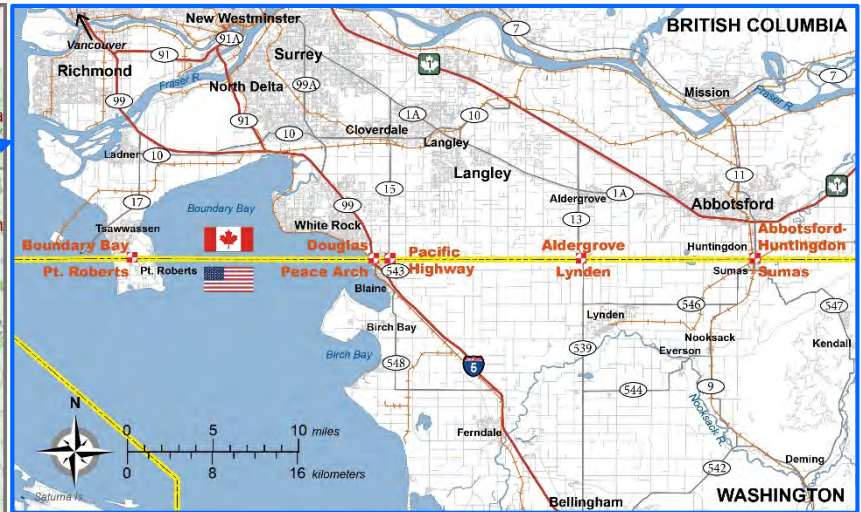 BRITISH COLUMBIA
New Westminster
Vancouver
91A
7
Surrey
91
Richmond
1
7
99A
North Delta
Mission
Fraser R.
Fraser R.
99
91
1A
10
Cloverdale
10
Langley
Ladner
10
11
Langley
1
15
1A
Aldergrove
Abbotsford
17
Boundary Bay
99
13
White Rock
Tsawwassen
Abbotsford-
Huntingdon
Boundary Bay
Douglas
Pacific
Highway
Aldergrove
Huntingdon
Pt. Roberts
Pt. Roberts
Peace Arch
543
Lynden
Sumas
Sumas
Blaine
546
547
Lynden
Birch Bay
Nooksack
Birch Bay
539
Everson
Kendall
548
5
544
9
N
0 5 10 miles
Nooksack R.
Ferndale
Deming
0 8 16 kilometers
542
Saturna Is.
Bellingham
WASHINGTON